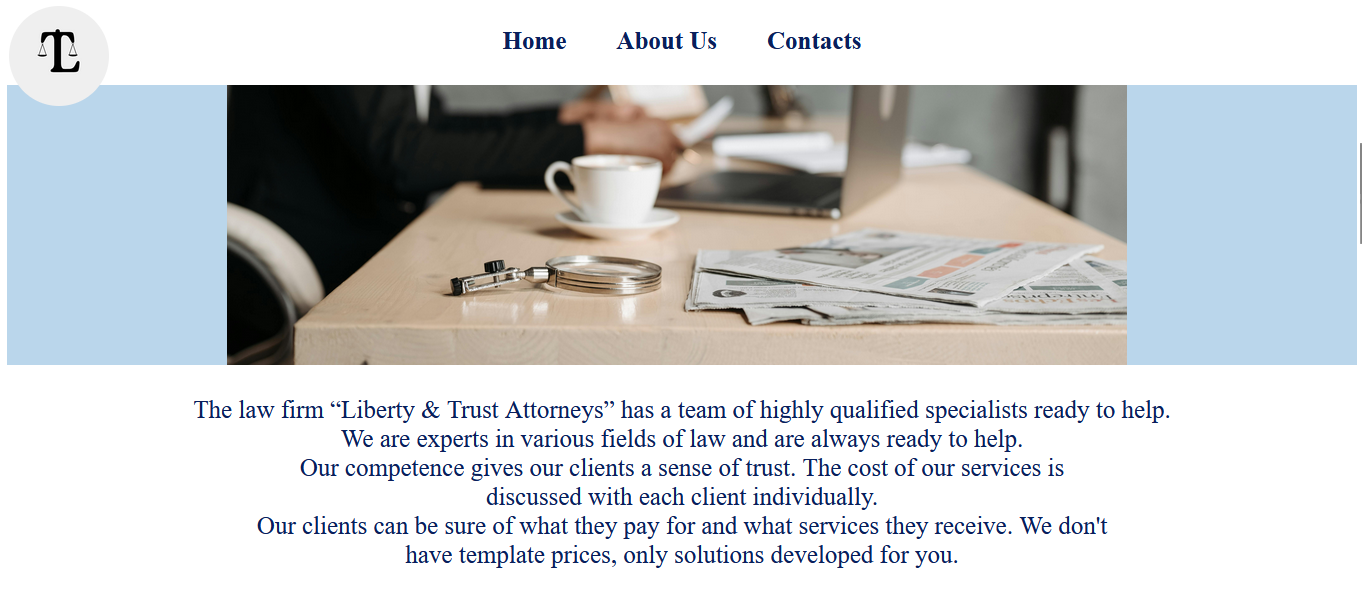 TL
Home About Us Contacts
The law firm “Liberty & Trust Attorneys” has a team of highly qualified specialists ready to help.
We are experts in various fields of law and are always ready to help.
Our competence gives our clients a sense of trust. The cost of our services is
discussed with each client individually.
Our clients can be sure of what they pay for and what services they receive. We don't
have template prices, only solutions developed for you.